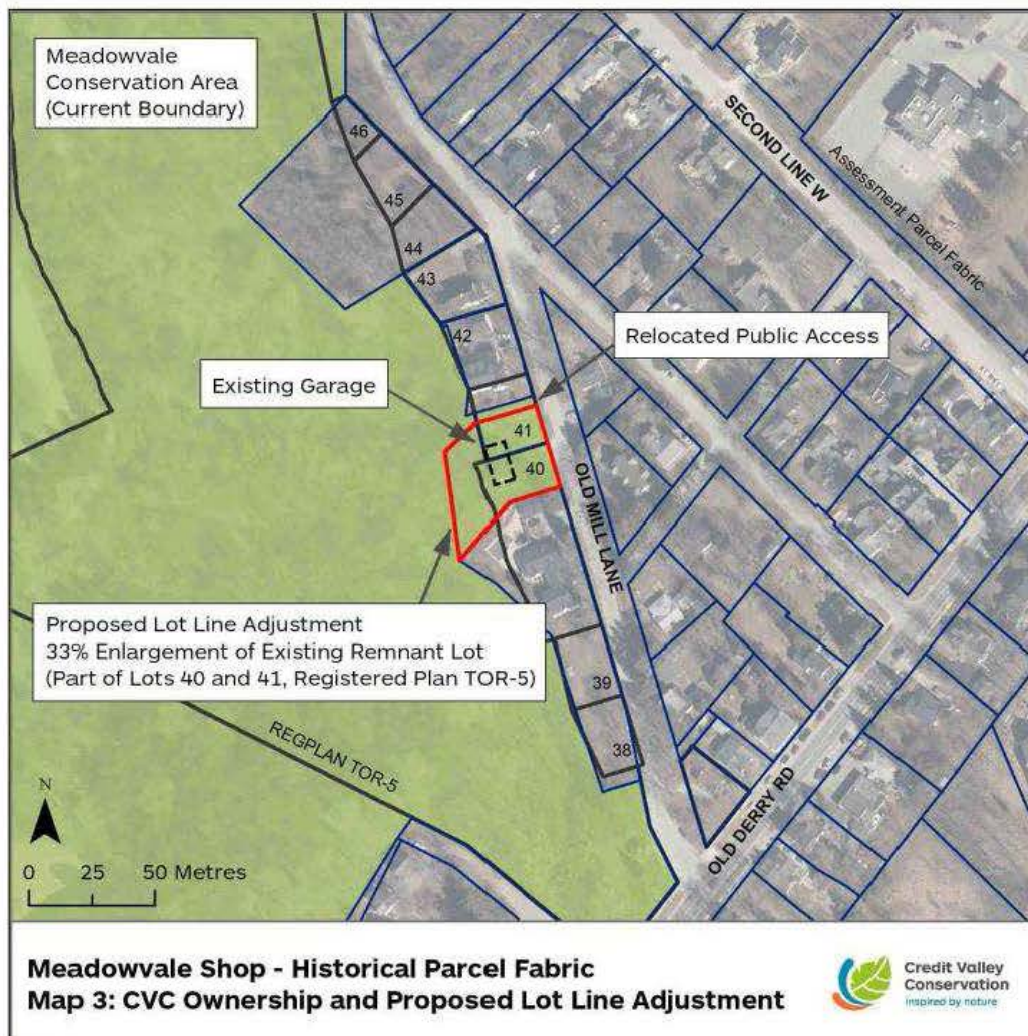 Meadowvale
Conservation Area
(Current Boundary)
SECOND LINE W
Assessment Parcel Fabric
46
45
44
43
42
Relocated Public Access
Existing Garage
41
40
OLD MILL LANE
Proposed Lot Line Adjustment
33% Enlargement of Existing Remnant Lot
(Part of Lots 40 and 41, Registered Plan TOR-5)
39
38
REGPLAN TOR-5
OLD DERRY RD
N
0 25 50 Metres
Meadowvale Shop - Historical Parcel Fabric
Map 3: CVC Ownership and Proposed Lot Line Adjustment
Credit Valley
Conservation
inspired by nature